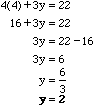 4(4)+3y = 22
16+3y = 22
3y = 22−16
3y = 6
y = 6/3
y = 2